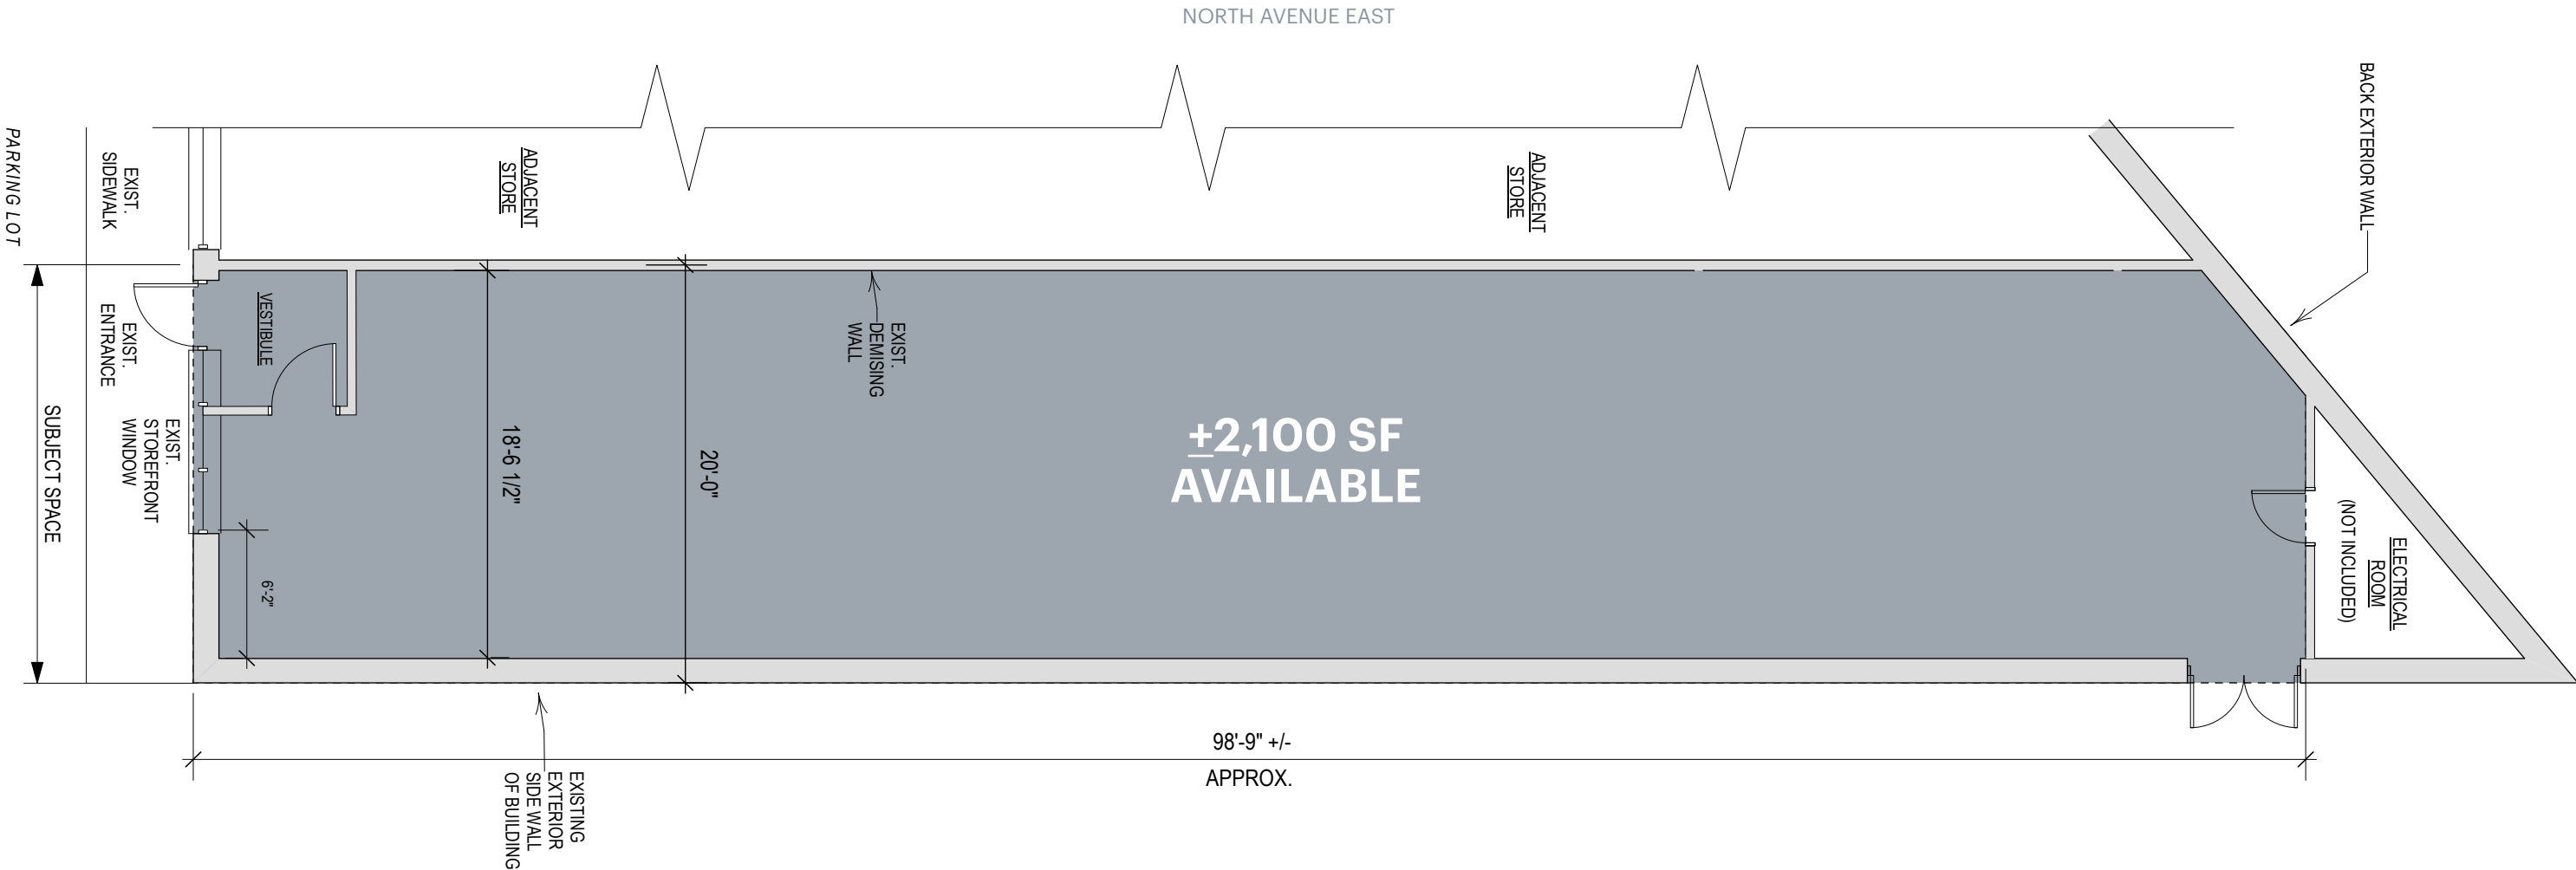 NORTH AVENUE EAST
PARKING LOT
EXIST.
SIDEWALK
ADJACENT
STORE
ADJACENT
STORE
BACK EXTERIOR WALL
SUBJECT SPACE
EXIST.
ENTRANCE
VESTIBULE
EXIST.
STOREFRONT
WINDOW
6'-2"
18'-6 1/2"
20'-0"
EXIST.
DEMISING
WALL
±2,100 SF
AVAILABLE
ELECTRICAL
ROOM
(NOT INCLUDED)
98'-9" +/-
APPROX.
EXISTING
EXTERIOR
SIDE WALL
OF BUILDING